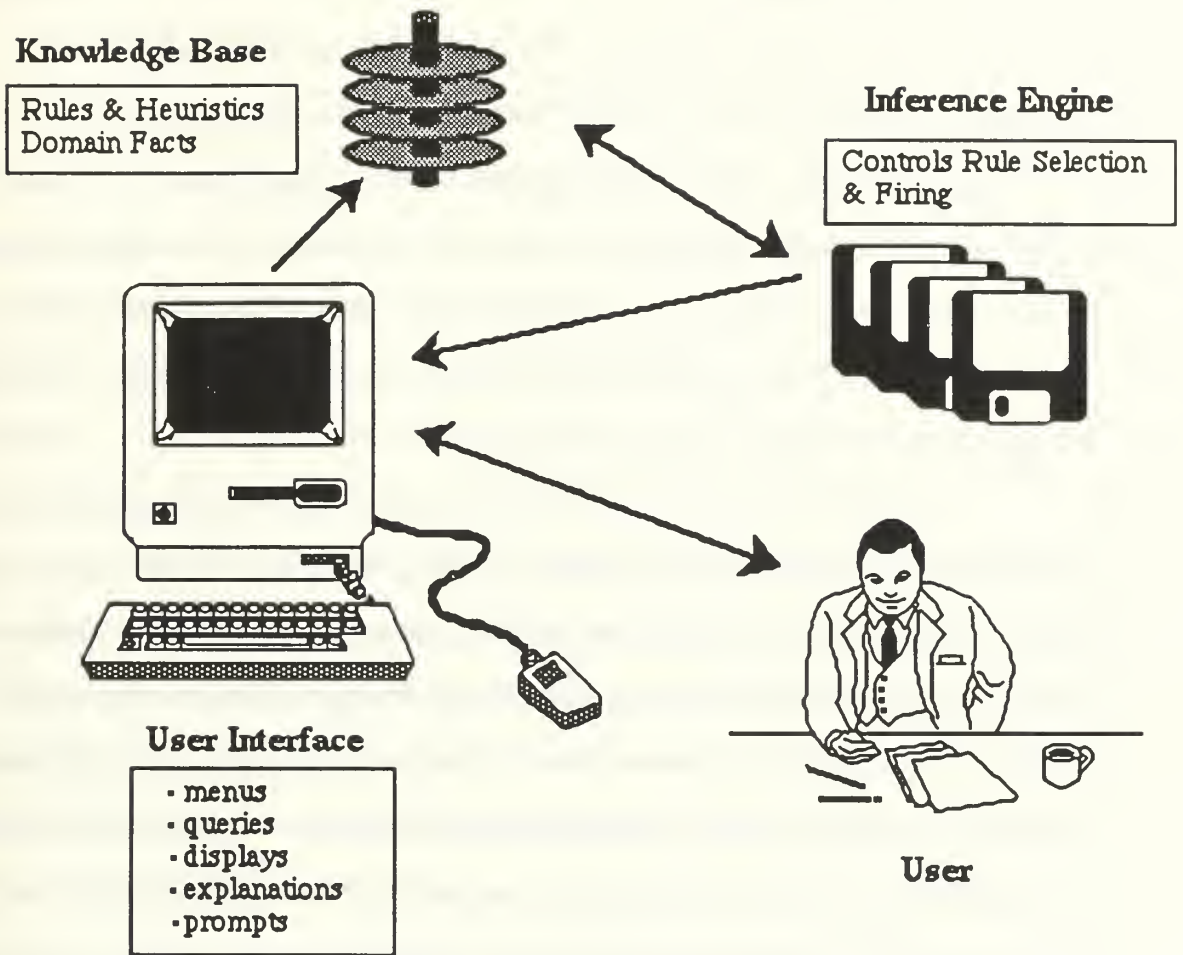 Knowledge Base
Rules & Heuristics
Domain Facts
Inference Engine
Controls Rule Selection
& Firing
User Interface
- menus
- queries
- displays
- explanations
- prompts
User